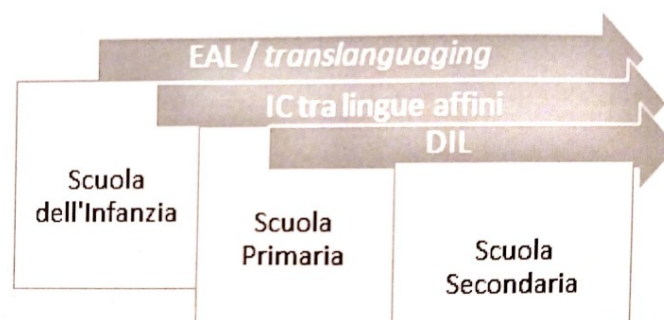 EAL / translanguaging
IC tra lingue affini
DIL
Scuola
dell'Infanzia
Scuola
Primaria
Scuola
Secondaria